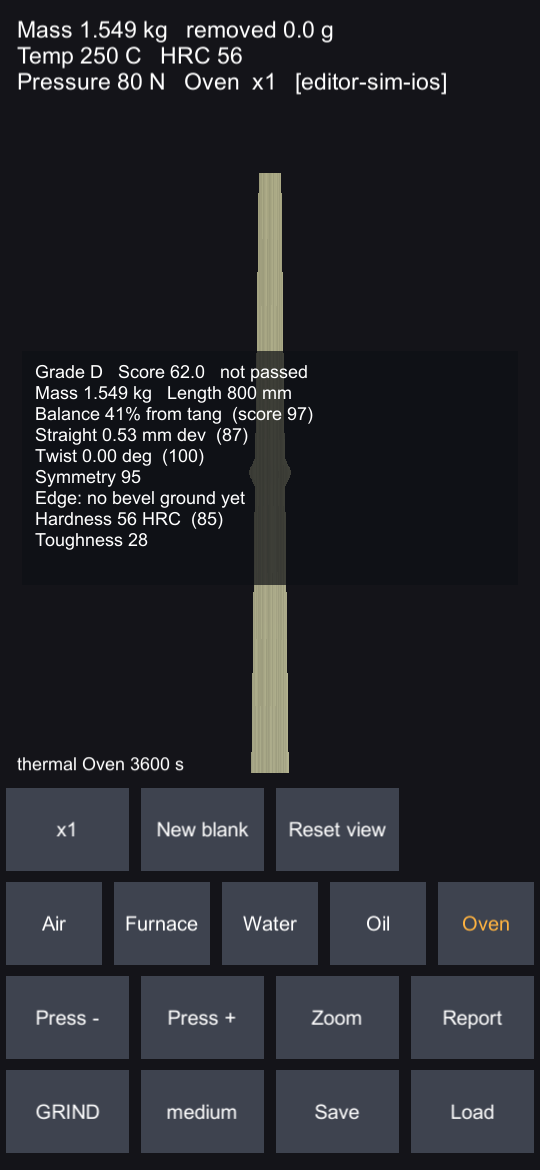 Mass 1.549 kg   removed 0.0 g
Temp 250 C   HRC 56
Pressure 80 N   Oven  x1   [editor-sim-ios]
Grade D   Score 62.0   not passed
Mass 1.549 kg   Length 800 mm
Balance 41% from tang  (score 97)
Straight 0.53 mm dev  (87)
Twist 0.00 deg  (100)
Symmetry 95
Edge: no bevel ground yet
Hardness 56 HRC  (85)
Toughness 28
thermal Oven 3600 s
x1   New blank   Reset view
Air   Furnace   Water   Oil   Oven
Press -   Press +   Zoom   Report
GRIND   medium   Save   Load